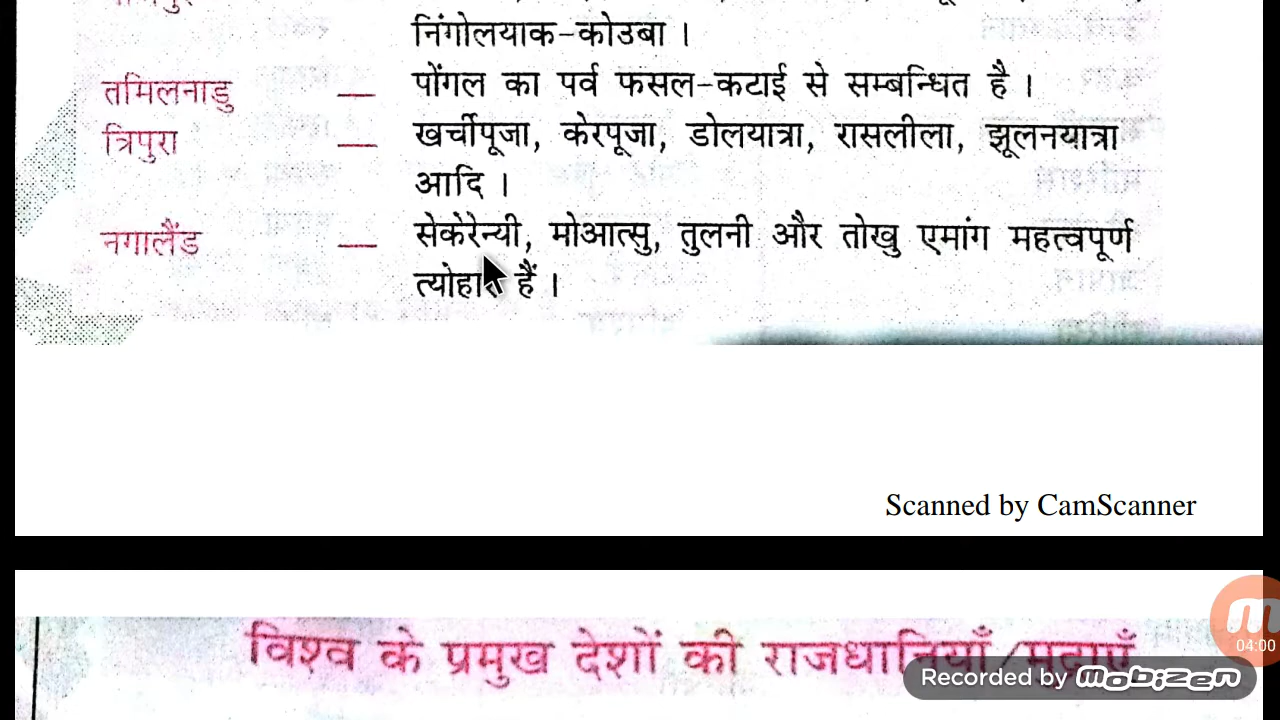 निंगोलयाक-कोउबा ।
तमिलनाडु — पोंगल का पर्व फसल-कटाई से सम्बन्धित है ।
त्रिपुरा — खर्चीपूजा, केरपूजा, डोलयात्रा, रासलीला, झूलनयात्रा
आदि ।
नगालैंड — सेकेरेन्यी, मोआत्सु, तुलनी और तोखु एमांग महत्वपूर्ण
त्योहार हैं ।
Scanned by CamScanner
विश्व के प्रमुख देशों की राजधानियाँ/मुद्राएँ
04:00
Recorded by mobizen